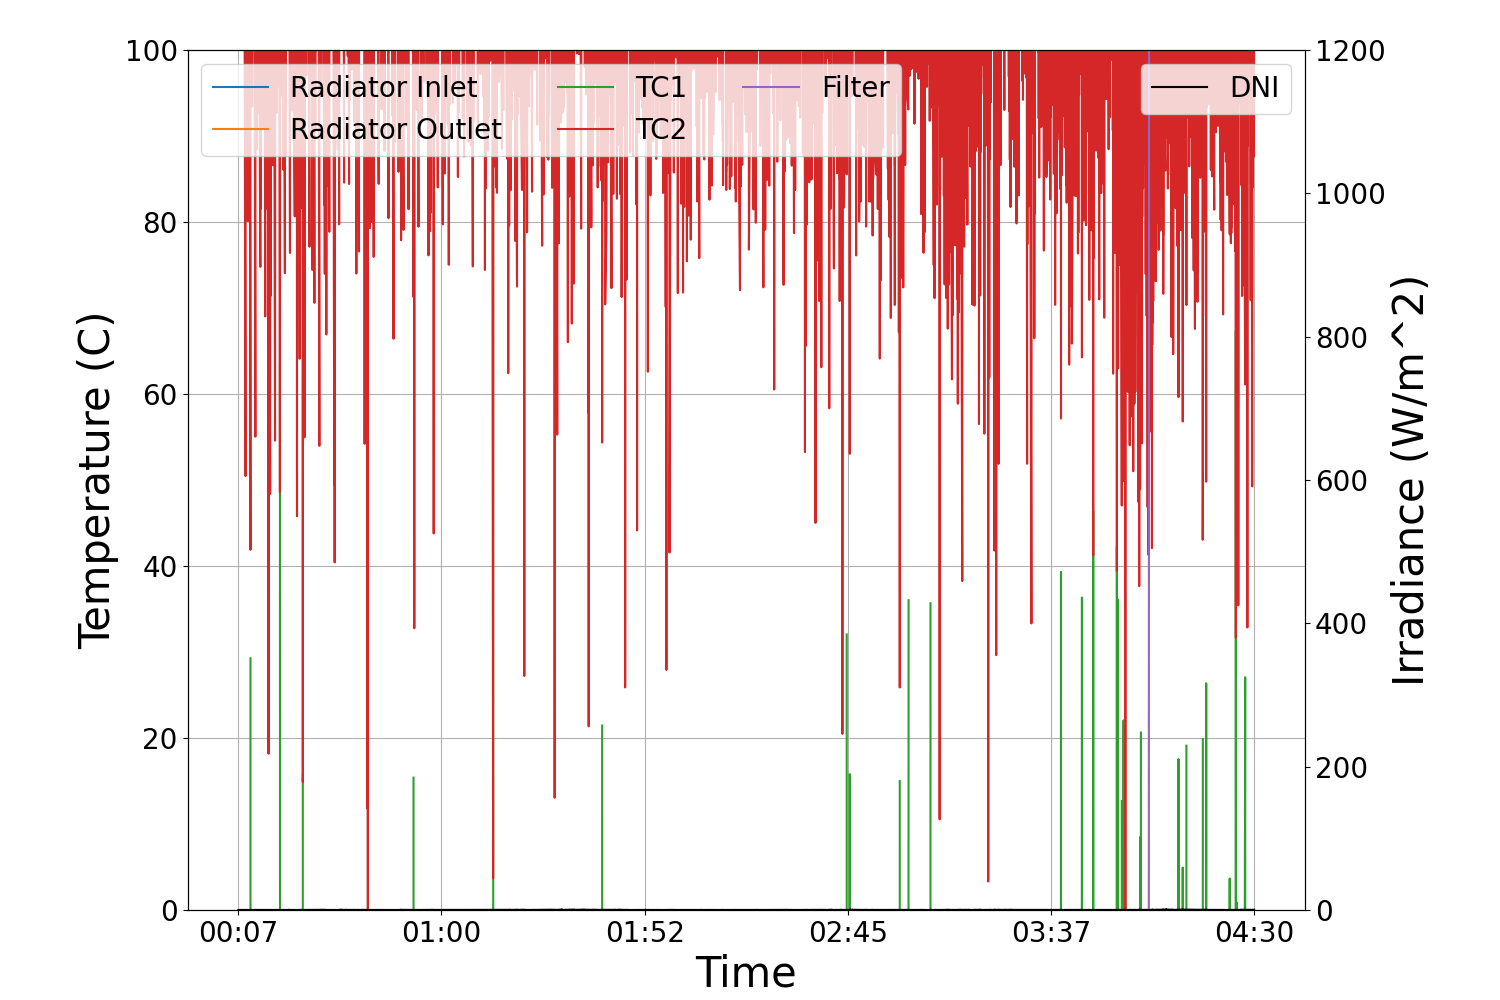 100
80
60
40
20
0
Temperature (C)
Radiator Inlet
Radiator Outlet
TC1
TC2
Filter
DNI
1200
1000
800
600
400
200
0
Irradiance (W/m^2)
00:07
01:00
01:52
02:45
03:37
04:30
Time